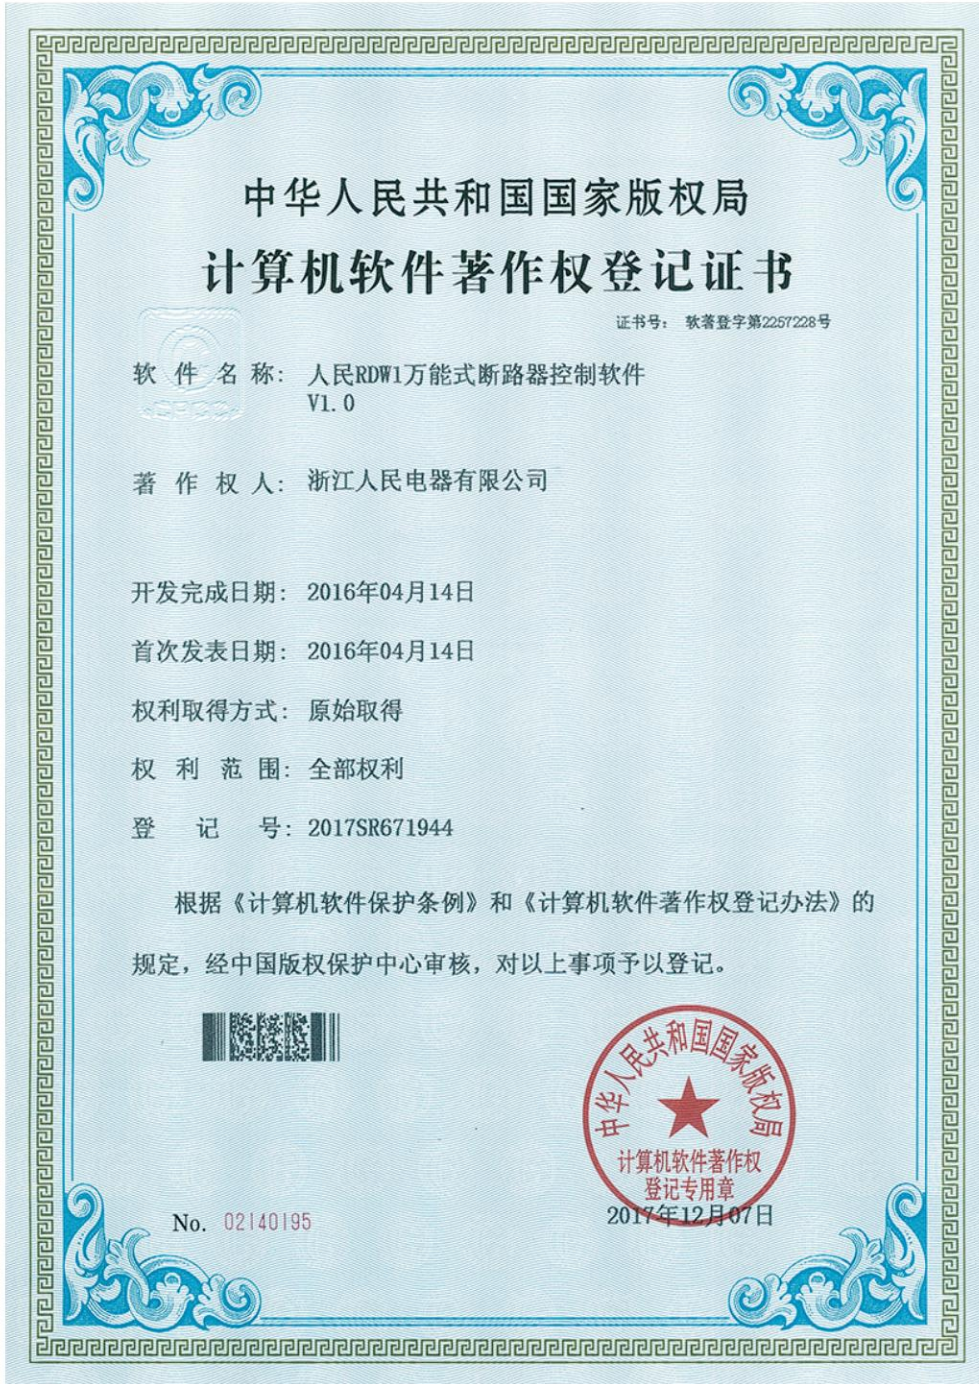 中华人民共和国国家版权局
计算机软件著作权登记证书
证书号： 软著登字第2257228号
软件名称： 人民RDW1万能式断路器控制软件
V1.0
著作权人： 浙江人民电器有限公司
开发完成日期： 2016年04月14日
首次发表日期： 2016年04月14日
权利取得方式： 原始取得
权利范围： 全部权利
登记号： 2017SR671944
根据《计算机软件保护条例》和《计算机软件著作权登记办法》的
规定，经中国版权保护中心审核，对以上事项予以登记。
中华人民共和国国家版权局
计算机软件著作权
登记专用章
2017年12月07日
No. 02140195